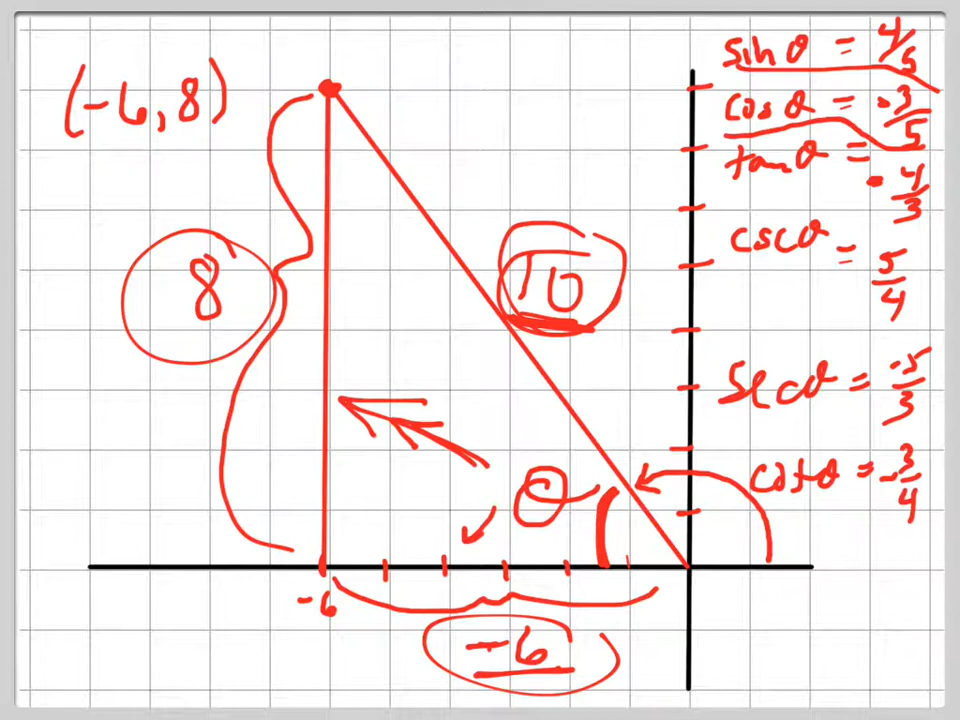 (-6,8)
8
10
θ
-6
-6
sin θ = 4/5
cos θ = -3/5
tan θ = -4/3
csc θ = 5/4
sec θ = -5/3
cot θ = -3/4